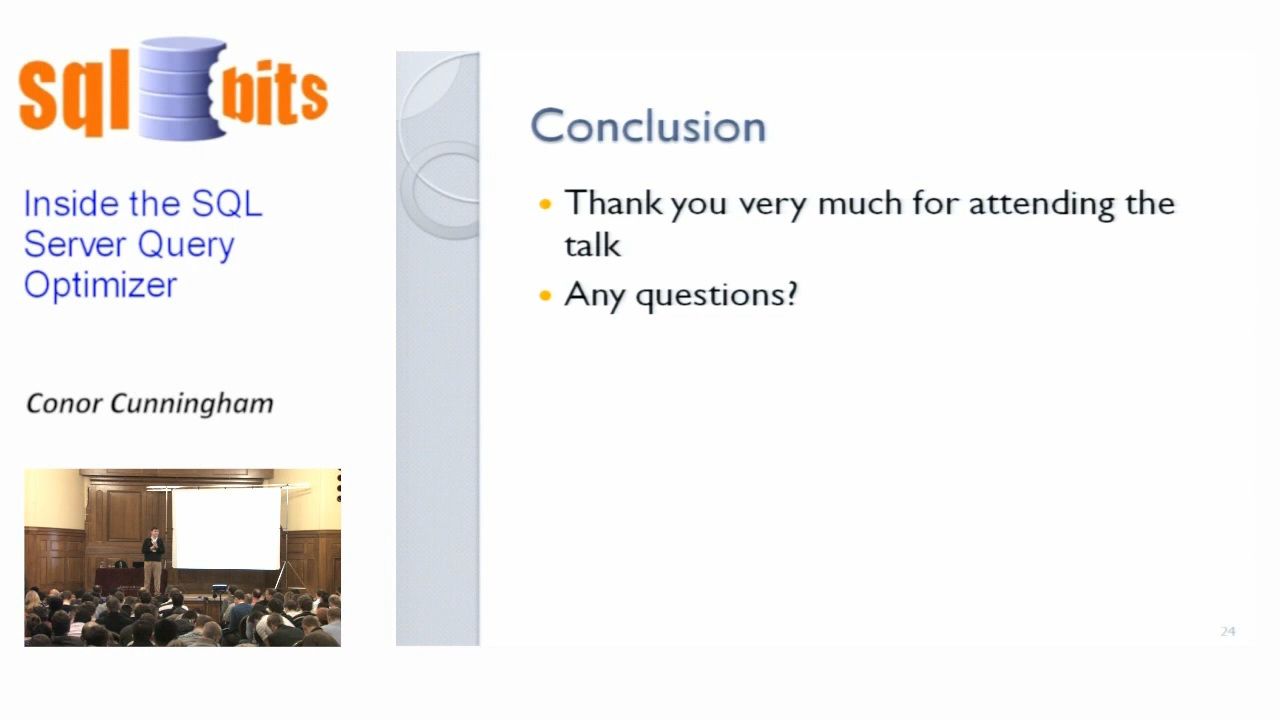 sql bits
Inside the SQL
Server Query
Optimizer
Conor Cunningham
Conclusion
• Thank you very much for attending the
talk
• Any questions?
24